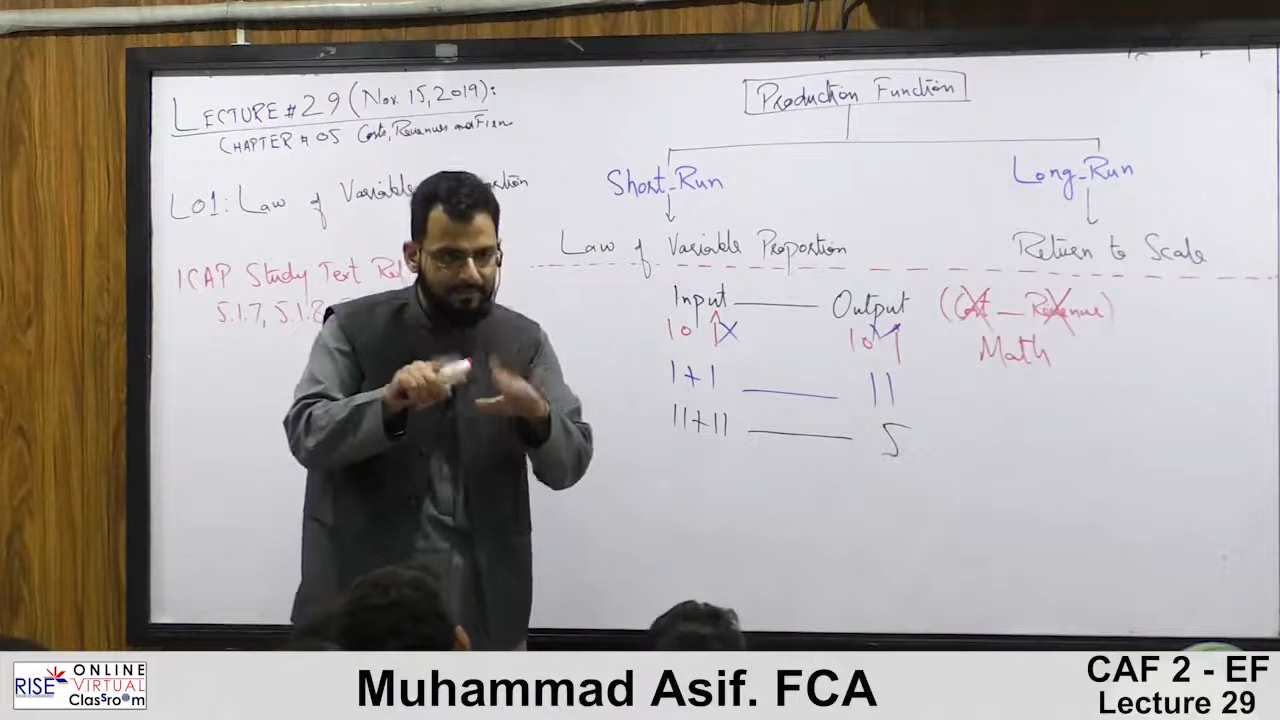 LECTURE # 29 (Nov. 15, 2019):
CHAPTER # 05 Costs, Revenues and Firm
LO1: Law of Variable
ICAP Study Text
5.1.7, 5.1.8
Production Function
Short-Run Long-Run
Law of Variable Proportion Return to Scale
Input Output (Cost — Revenue)
Math
1+1 11
11+11 5
RISE ONLINE VIRTUAL Classroom
Muhammad Asif. FCA
CAF 2 - EF
Lecture 29